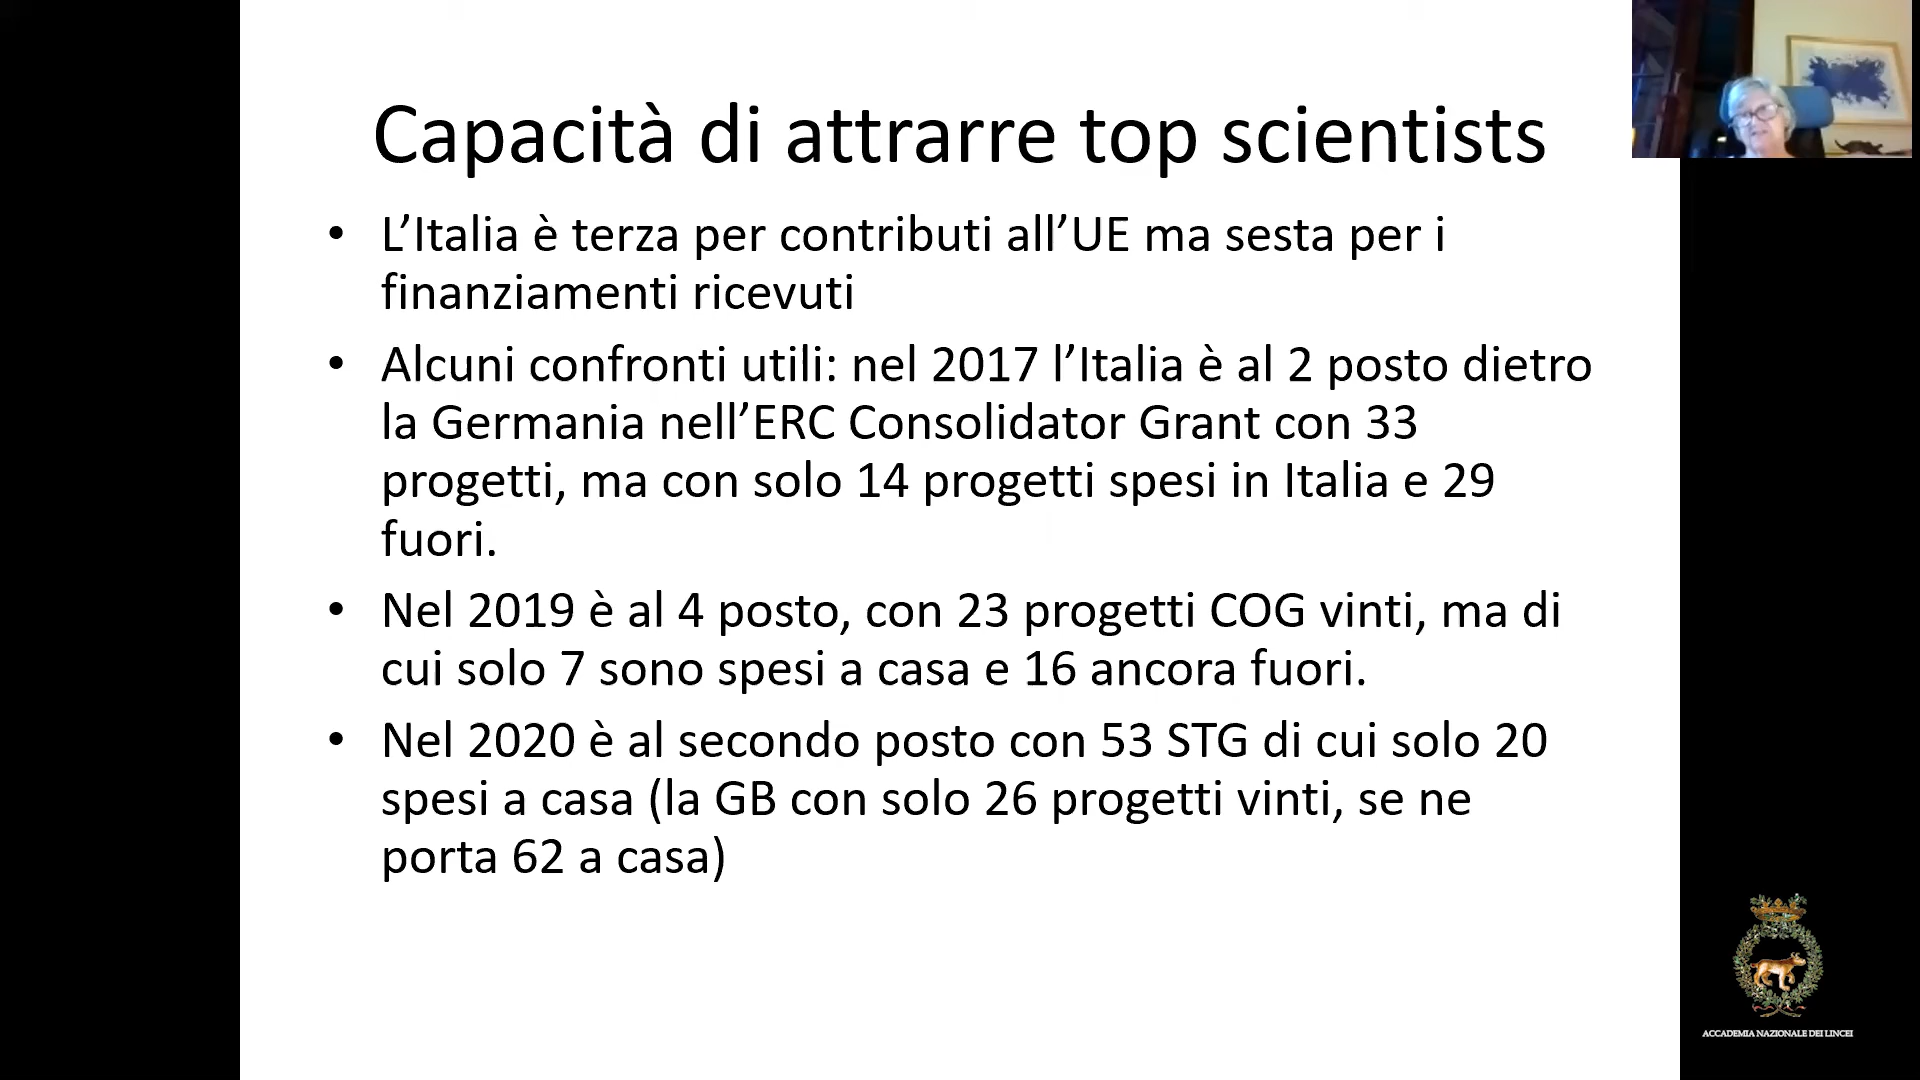 Capacità di attrarre top scientists
• L’Italia è terza per contributi all’UE ma sesta per i
finanziamenti ricevuti
• Alcuni confronti utili: nel 2017 l’Italia è al 2 posto dietro
la Germania nell’ERC Consolidator Grant con 33
progetti, ma con solo 14 progetti spesi in Italia e 29
fuori.
• Nel 2019 è al 4 posto, con 23 progetti COG vinti, ma di
cui solo 7 sono spesi a casa e 16 ancora fuori.
• Nel 2020 è al secondo posto con 53 STG di cui solo 20
spesi a casa (la GB con solo 26 progetti vinti, se ne
porta 62 a casa)
ACCADEMIA NAZIONALE DEI LINCEI